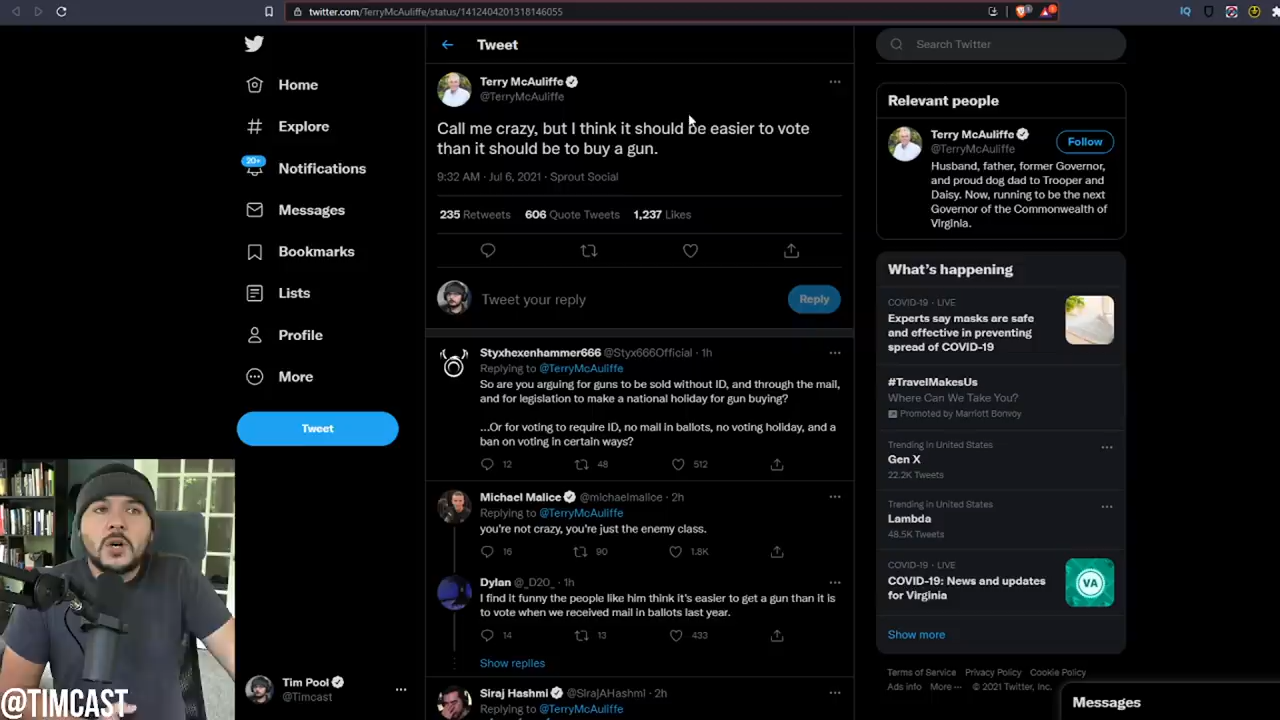 twitter.com/TerryMcAuliffe/status/1412404201318146055
Home
Explore
20+
Notifications
Messages
Bookmarks
Lists
Profile
More
Tweet
Tim Pool
@Timcast
@TIMCAST
Tweet
Terry McAuliffe
@TerryMcAuliffe
Call me crazy, but I think it should be easier to vote
than it should be to buy a gun.
9:32 AM · Jul 6, 2021 · Sprout Social
235 Retweets 606 Quote Tweets 1,237 Likes
Tweet your reply
Reply
Styxhexenhammer666 @Styx666Official · 1h
Replying to @TerryMcAuliffe
So are you arguing for guns to be sold without ID, and through the mail,
and for legislation to make a national holiday for gun buying?
...Or for voting to require ID, no mail in ballots, no voting holiday, and a
ban on voting in certain ways?
12 48 512
Michael Malice @michaelmalice · 2h
Replying to @TerryMcAuliffe
you're not crazy, you're just the enemy class.
16 90 1.8K
Dylan @_D2O_ · 1h
I find it funny the people like him think it's easier to get a gun than it is
to vote when we received mail in ballots last year.
14 13 433
Show replies
Siraj Hashmi @SirajAHashmi · 2h
Replying to @TerryMcAuliffe
Search Twitter
Relevant people
Terry McAuliffe
@TerryMcAuliffe
Follow
Husband, father, former Governor,
and proud dog dad to Trooper and
Daisy. Now, running to be the next
Governor of the Commonwealth of
Virginia.
What's happening
COVID-19 · LIVE
Experts say masks are safe
and effective in preventing
spread of COVID-19
#TravelMakesUs
Where Can We Take You?
Promoted by Marriott Bonvoy
Trending in United States
Gen X
22.2K Tweets
Trending in United States
Lambda
48.5K Tweets
COVID-19 · LIVE
COVID-19: News and updates
for Virginia
VA
Show more
Terms of Service Privacy Policy Cookie Policy
Ads info More ··· © 2021 Twitter, Inc.
Messages